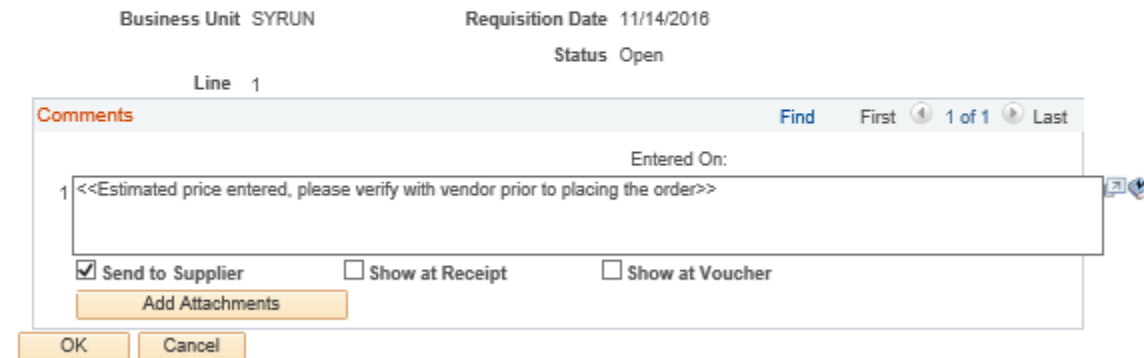 Business Unit SYRUN Requisition Date 11/14/2016
Status Open
Line 1
Comments Find First 1 of 1 Last
Entered On:
1 <<Estimated price entered, please verify with vendor prior to placing the order>>
Send to Supplier Show at Receipt Show at Voucher
Add Attachments
OK Cancel